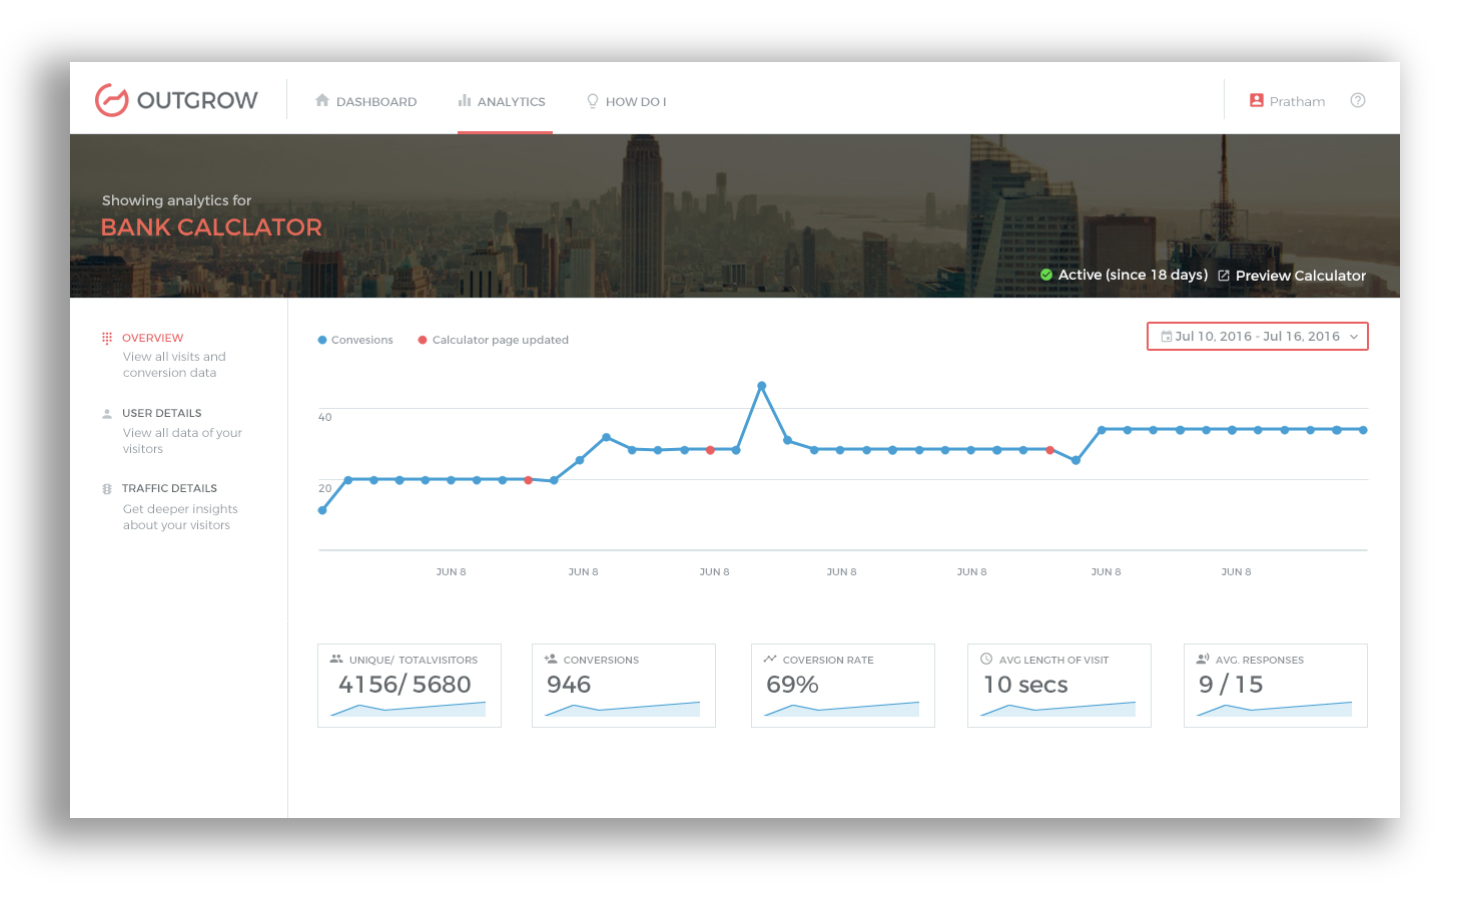 OUTGROW
DASHBOARD
ANALYTICS
HOW DO I
Pratham
?
Showing analytics for
BANK CALCLATOR
Active (since 18 days)
Preview Calculator
OVERVIEW
View all visits and
conversion data
USER DETAILS
View all data of your
visitors
TRAFFIC DETAILS
Get deeper insights
about your visitors
Convesions
Calculator page updated
Jul 10, 2016 - Jul 16, 2016
40
20
JUN 8
JUN 8
JUN 8
JUN 8
JUN 8
JUN 8
JUN 8
UNIQUE/ TOTALVISITORS
4156/ 5680
CONVERSIONS
946
COVERSION RATE
69%
AVG LENGTH OF VISIT
10 secs
AVG. RESPONSES
9 / 15